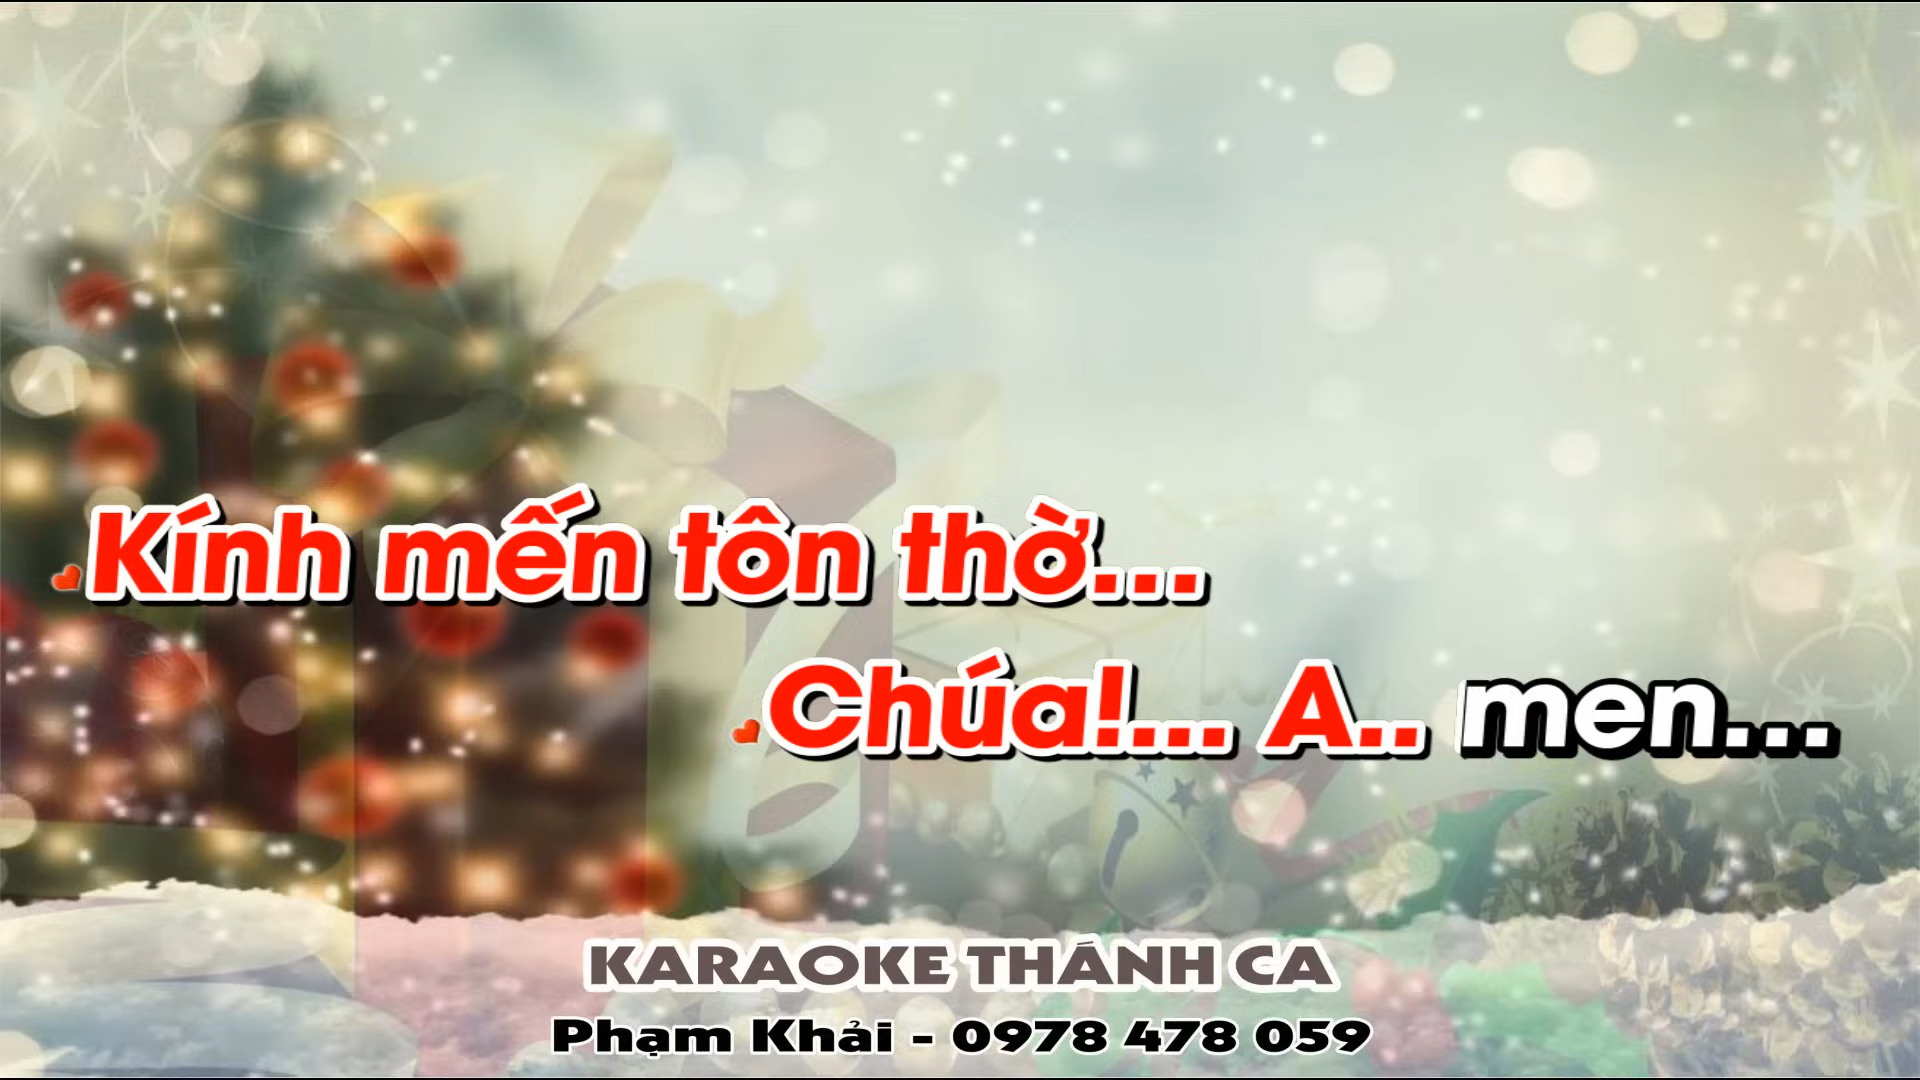 Kính mến tôn thờ...
Chúa!... A.. men...
KARAOKE THÁNH CA
Phạm Khải - 0978 478 059